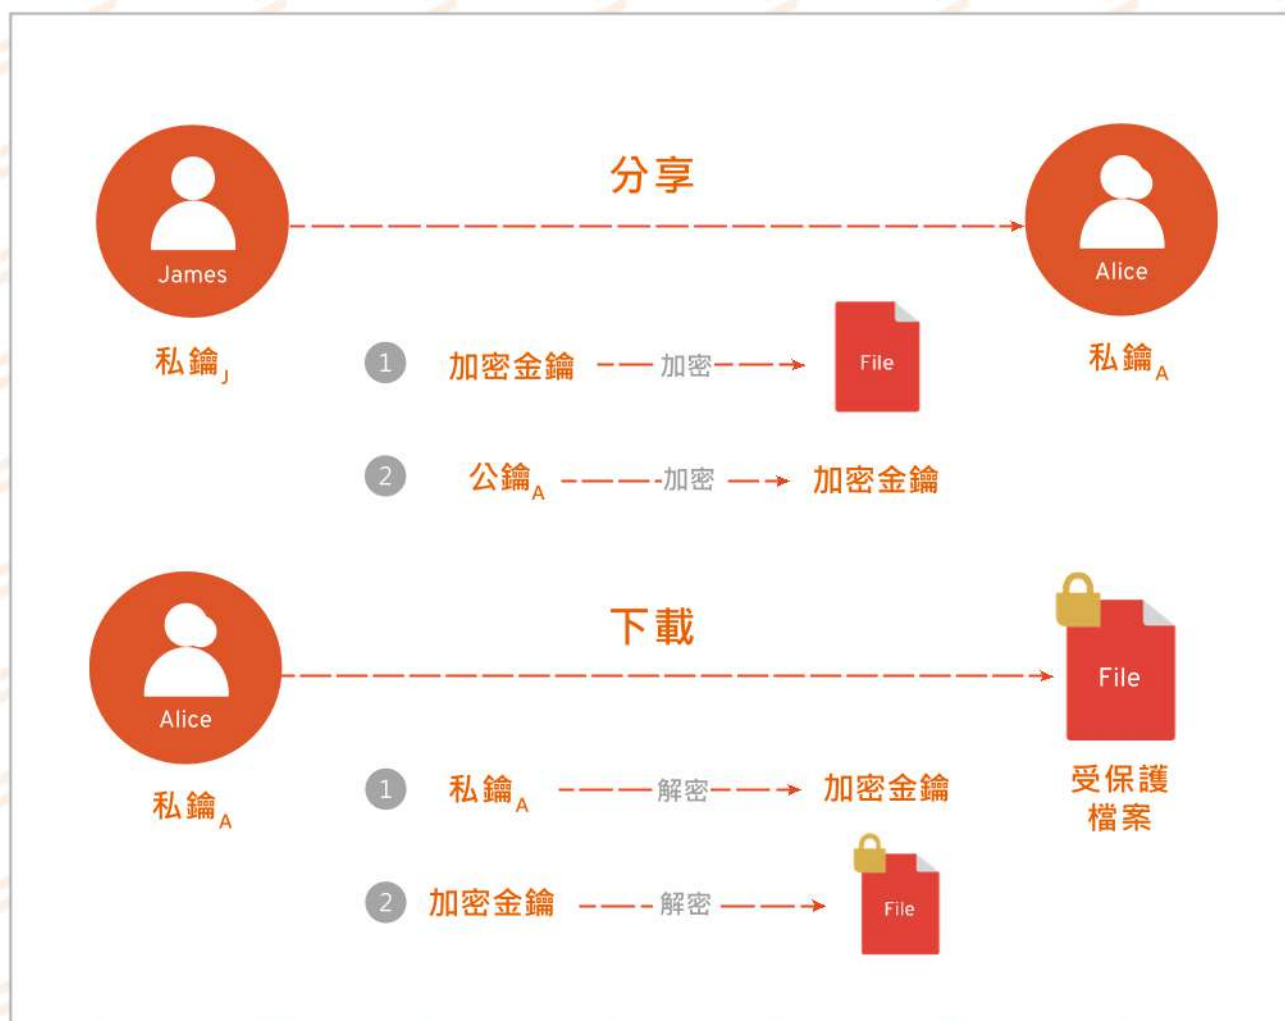 分享
James
Alice
私鑰J
私鑰A
1 加密金鑰 加密 File
2 公鑰A 加密 加密金鑰
下載
Alice
File
私鑰A
受保護
檔案
1 私鑰A 解密 加密金鑰
2 加密金鑰 解密 File